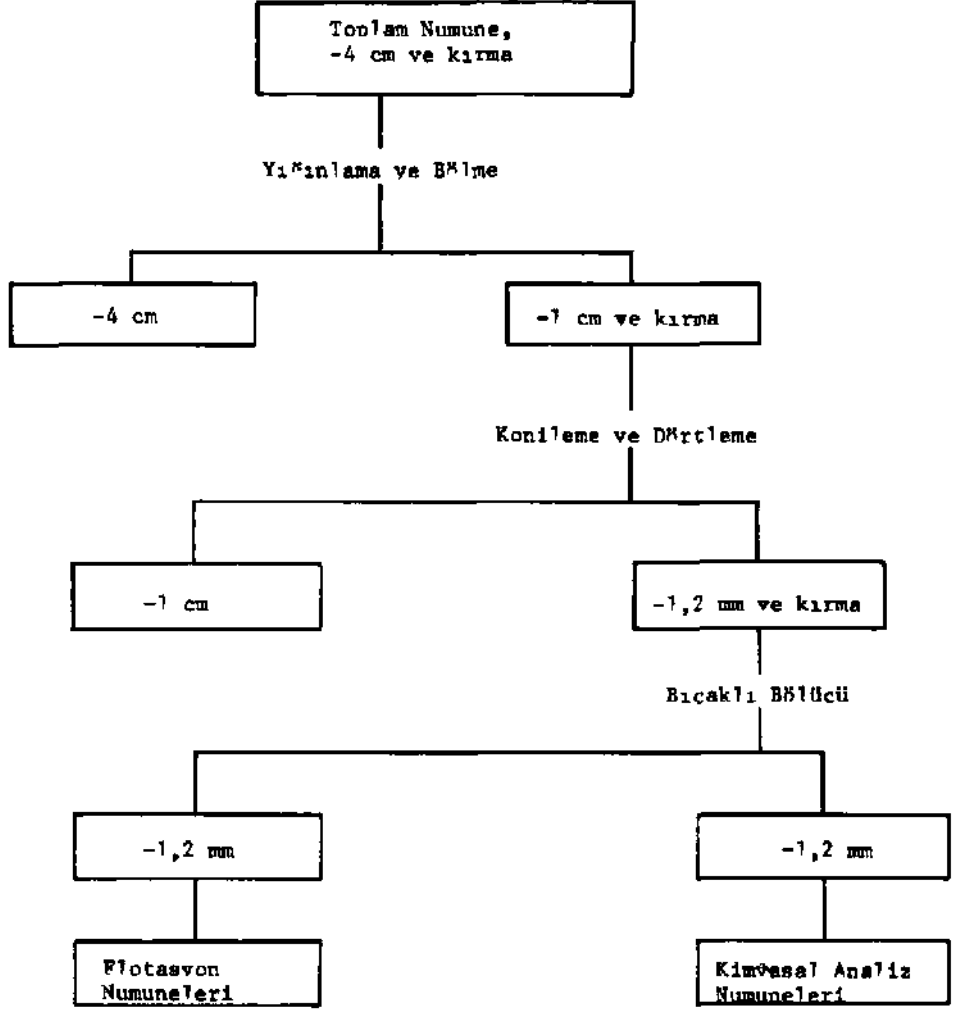 Toplam Numune,
-4 cm ve kırma
Yığınlama ve Bölme
-4 cm
-1 cm ve kırma
Konileme ve Dörtleme
-1 cm
-1,2 mm ve kırma
Bıçaklı Bölücü
-1,2 mm
-1,2 mm
Flotasyon
Numuneleri
Kimyasal Analiz
Numuneleri